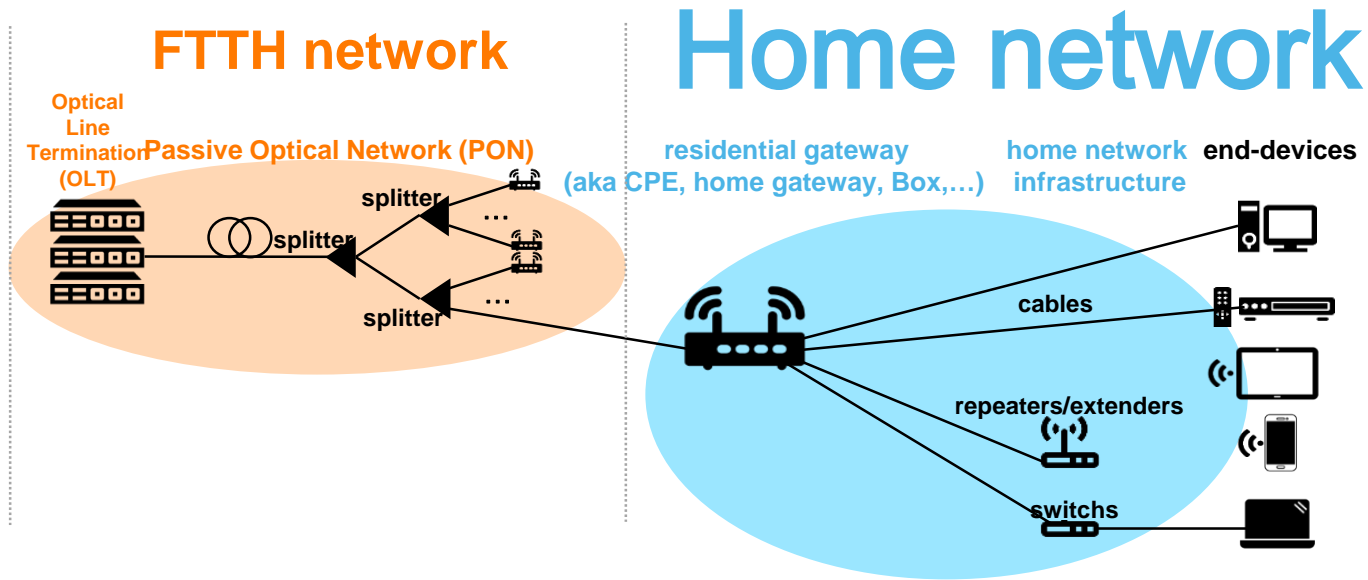 FTTH network
Home network
Optical
Line
Termination
(OLT)
Passive Optical Network (PON)
residential gateway
(aka CPE, home gateway, Box,…)
home network
infrastructure
end-devices
splitter
...
splitter
...
splitter
cables
repeaters/extenders
switchs